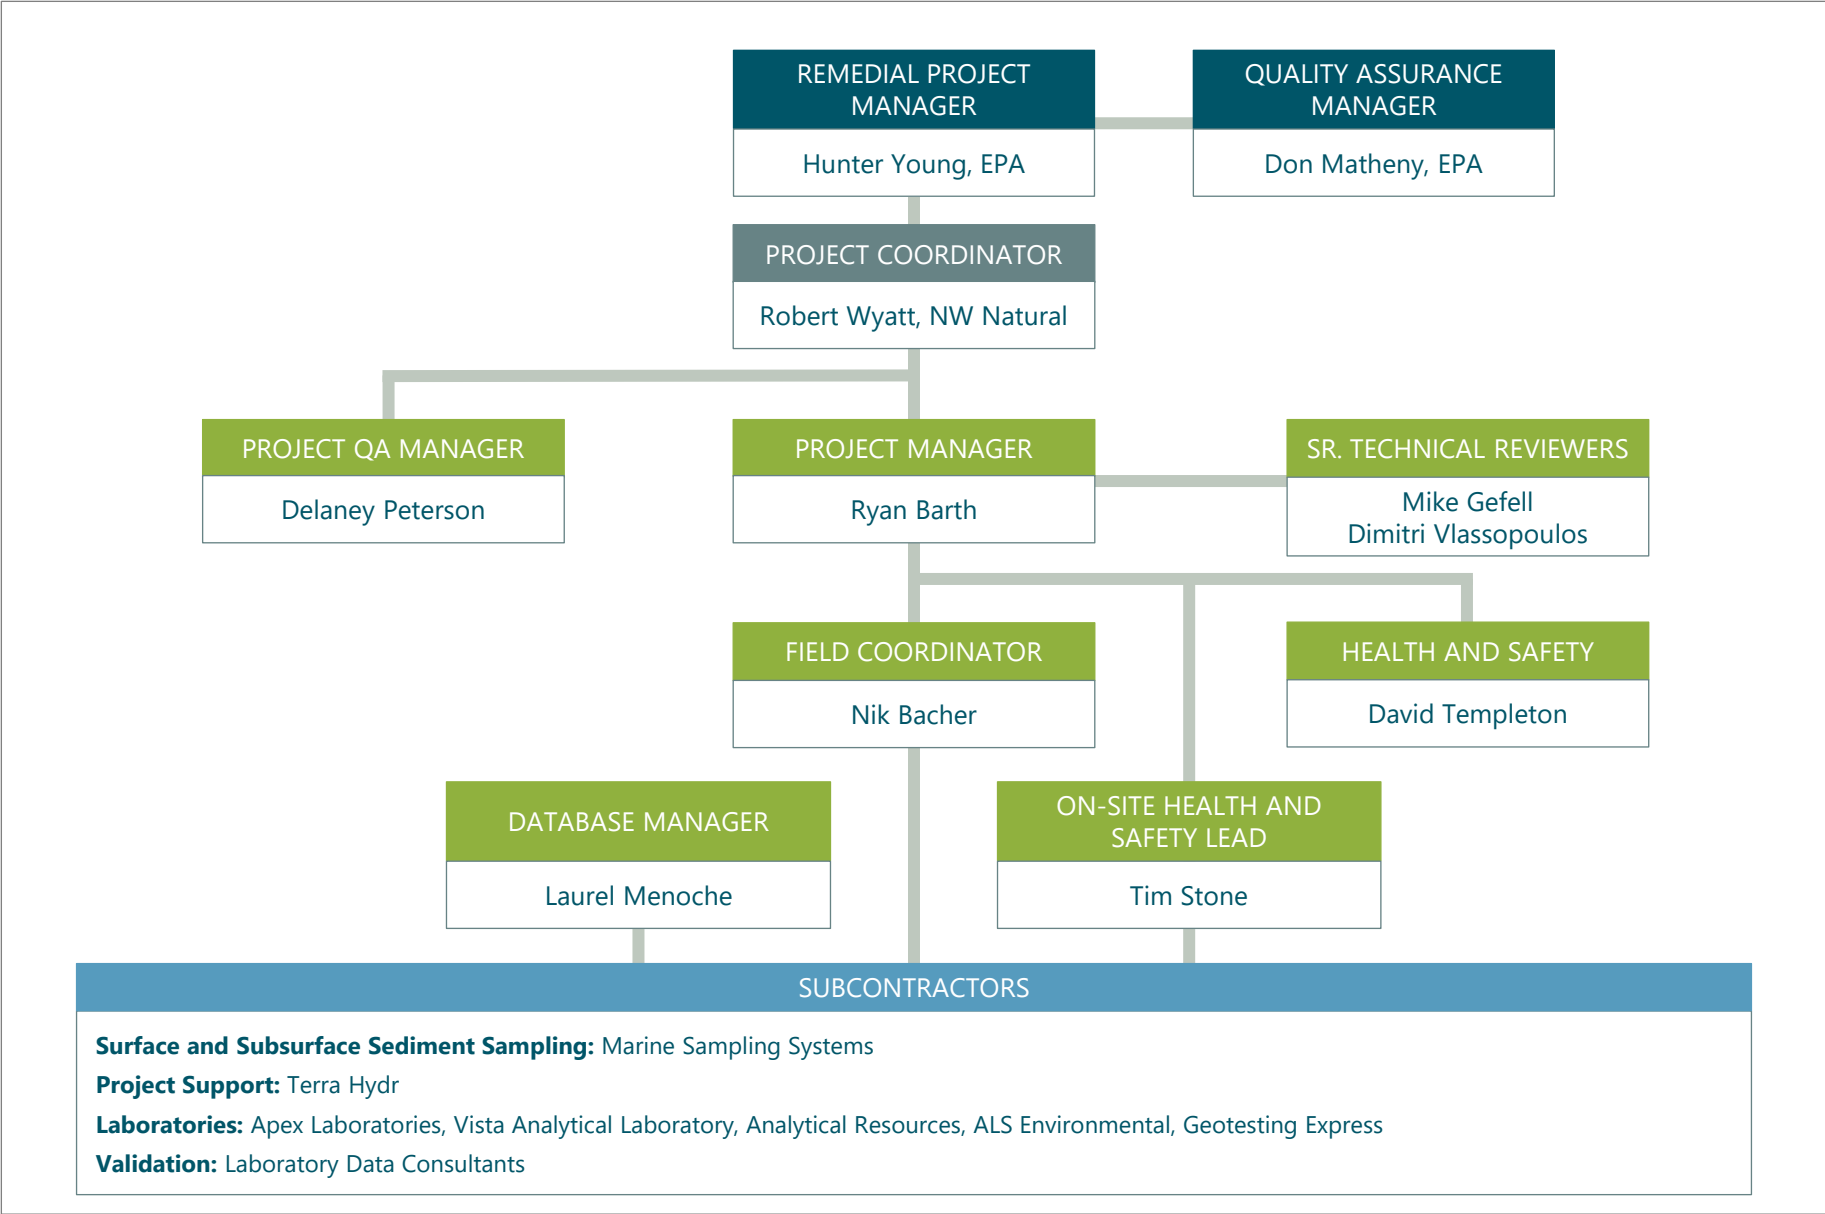 REMEDIAL PROJECT
MANAGER
Hunter Young, EPA
QUALITY ASSURANCE
MANAGER
Don Matheny, EPA
PROJECT COORDINATOR
Robert Wyatt, NW Natural
PROJECT QA MANAGER
Delaney Peterson
PROJECT MANAGER
Ryan Barth
SR. TECHNICAL REVIEWERS
Mike Gefell
Dimitri Vlassopoulos
FIELD COORDINATOR
Nik Bacher
HEALTH AND SAFETY
David Templeton
DATABASE MANAGER
Laurel Menoche
ON-SITE HEALTH AND
SAFETY LEAD
Tim Stone
SUBCONTRACTORS
Surface and Subsurface Sediment Sampling: Marine Sampling Systems
Project Support: Terra Hydr
Laboratories: Apex Laboratories, Vista Analytical Laboratory, Analytical Resources, ALS Environmental, Geotesting Express
Validation: Laboratory Data Consultants